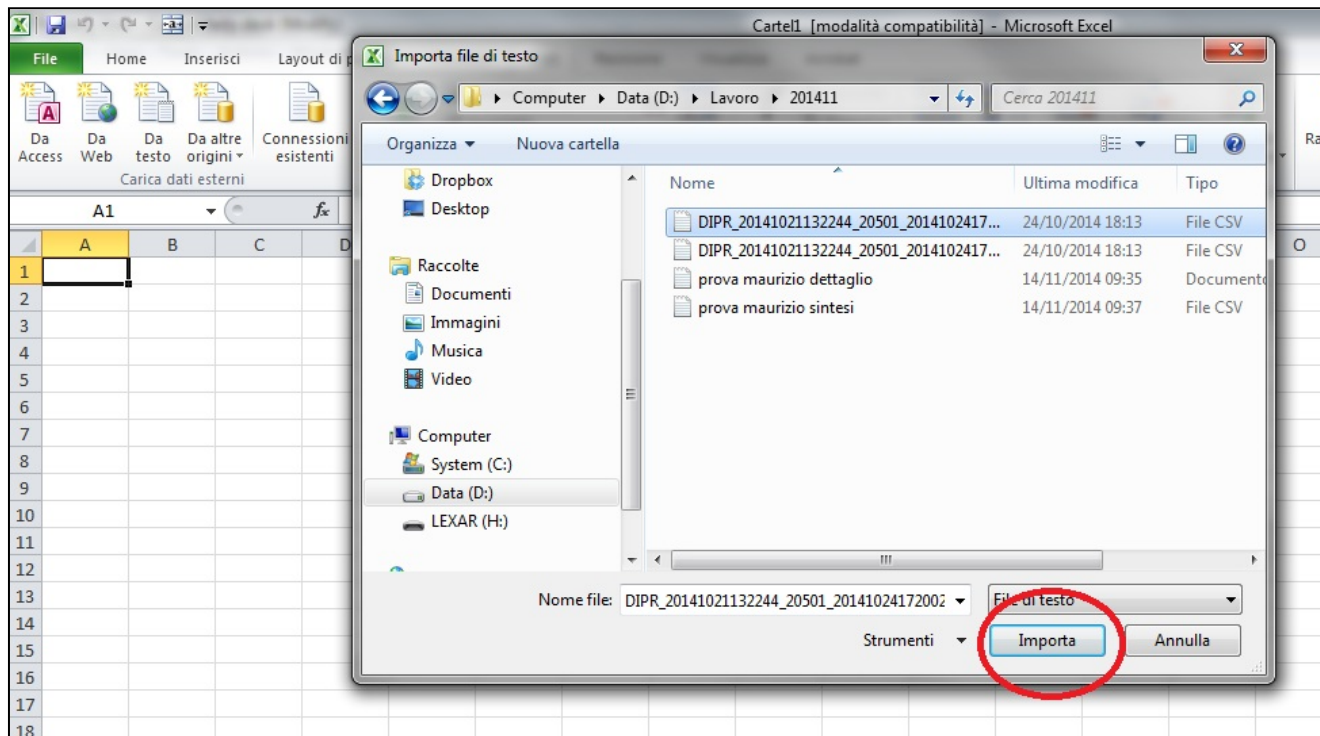 Cartel1 [modalità compatibilità] - Microsoft Excel
File Home Inserisci Layout di p
Importa file di testo
Computer Data (D:) Lavoro 201411
Cerca 201411
Da Access
Da Web
Da testo
Da altre origini
Connessioni esistenti
Ra
Carica dati esterni
Organizza Nuova cartella
A1 fx
A B C D O
1
2
3
4
5
6
7
8
9
10
11
12
13
14
15
16
17
18
Dropbox
Desktop
Raccolte
Documenti
Immagini
Musica
Video
Computer
System (C:)
Data (D:)
LEXAR (H:)
Nome Ultima modifica Tipo
DIPR_20141021132244_20501_2014102417... 24/10/2014 18:13 File CSV
DIPR_20141021132244_20501_2014102417... 24/10/2014 18:13 File CSV
prova maurizio dettaglio 14/11/2014 09:35 Documento
prova maurizio sintesi 14/11/2014 09:37 File CSV
Nome file: DIPR_20141021132244_20501_20141024172002 File di testo
Strumenti Importa Annulla